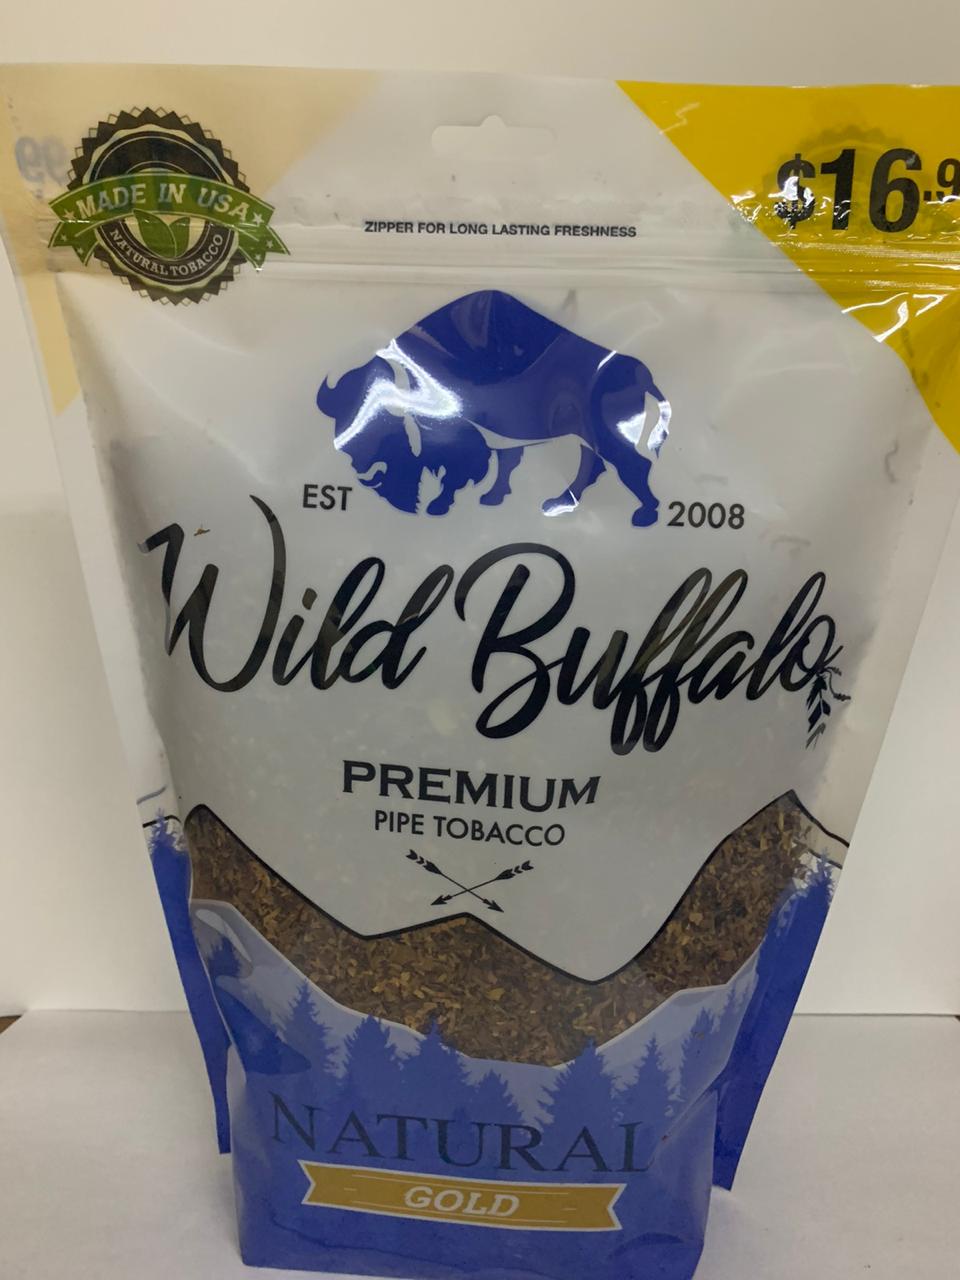 MADE IN USA
NATURAL TOBACCO
ZIPPER FOR LONG LASTING FRESHNESS
$16.9
EST
2008
Wild Buffalo
PREMIUM
PIPE TOBACCO
NATURAL
GOLD